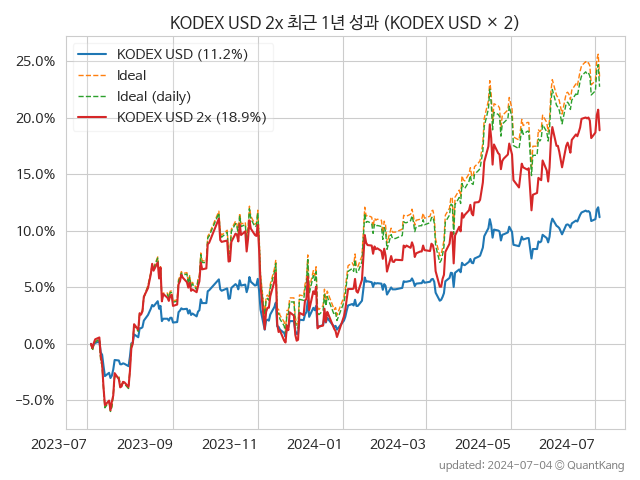 KODEX USD 2x 최근 1년 성과 (KODEX USD × 2)
KODEX USD (11.2%)
Ideal
Ideal (daily)
KODEX USD 2x (18.9%)
25.0%
20.0%
15.0%
10.0%
5.0%
0.0%
−5.0%
2023-07 2023-09 2023-11 2024-01 2024-03 2024-05 2024-07
updated: 2024-07-04 © QuantKang